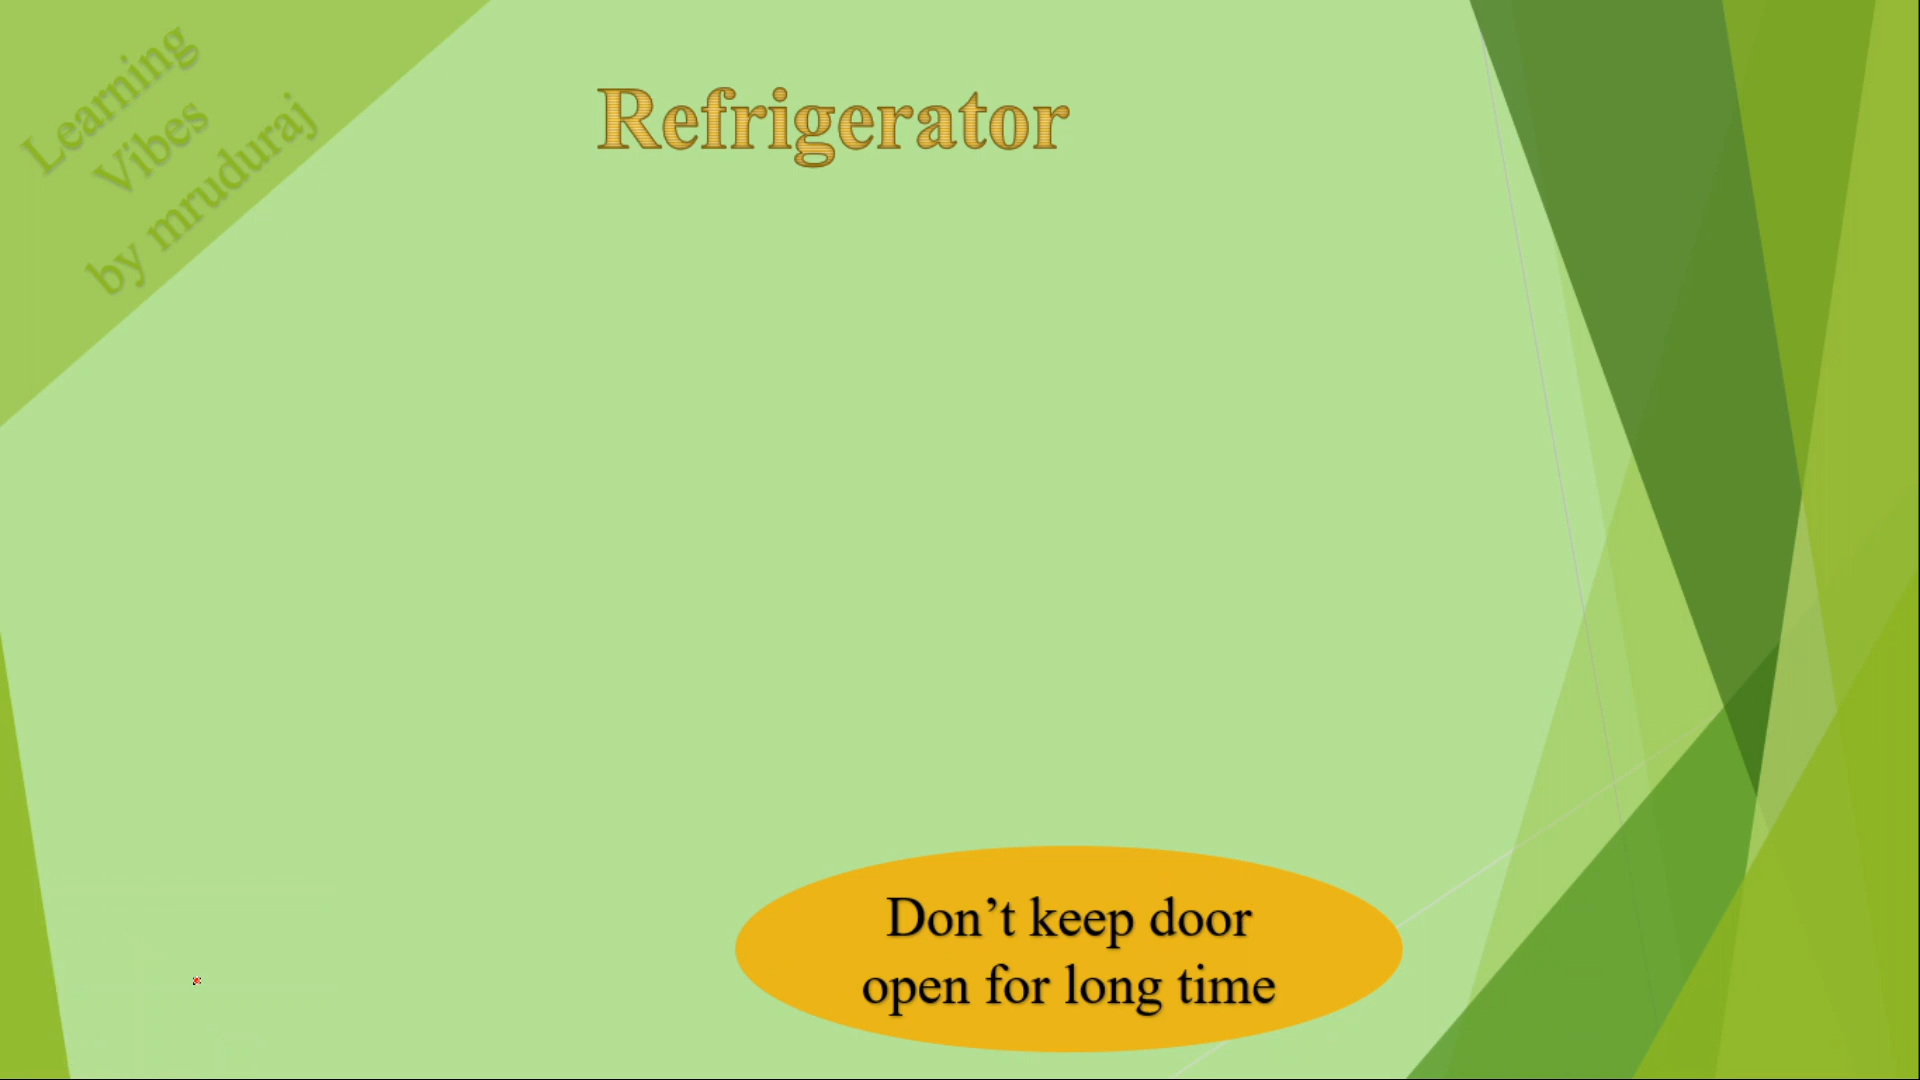 Learning
Vibes
by mruduraj
Refrigerator
Don’t keep door
open for long time